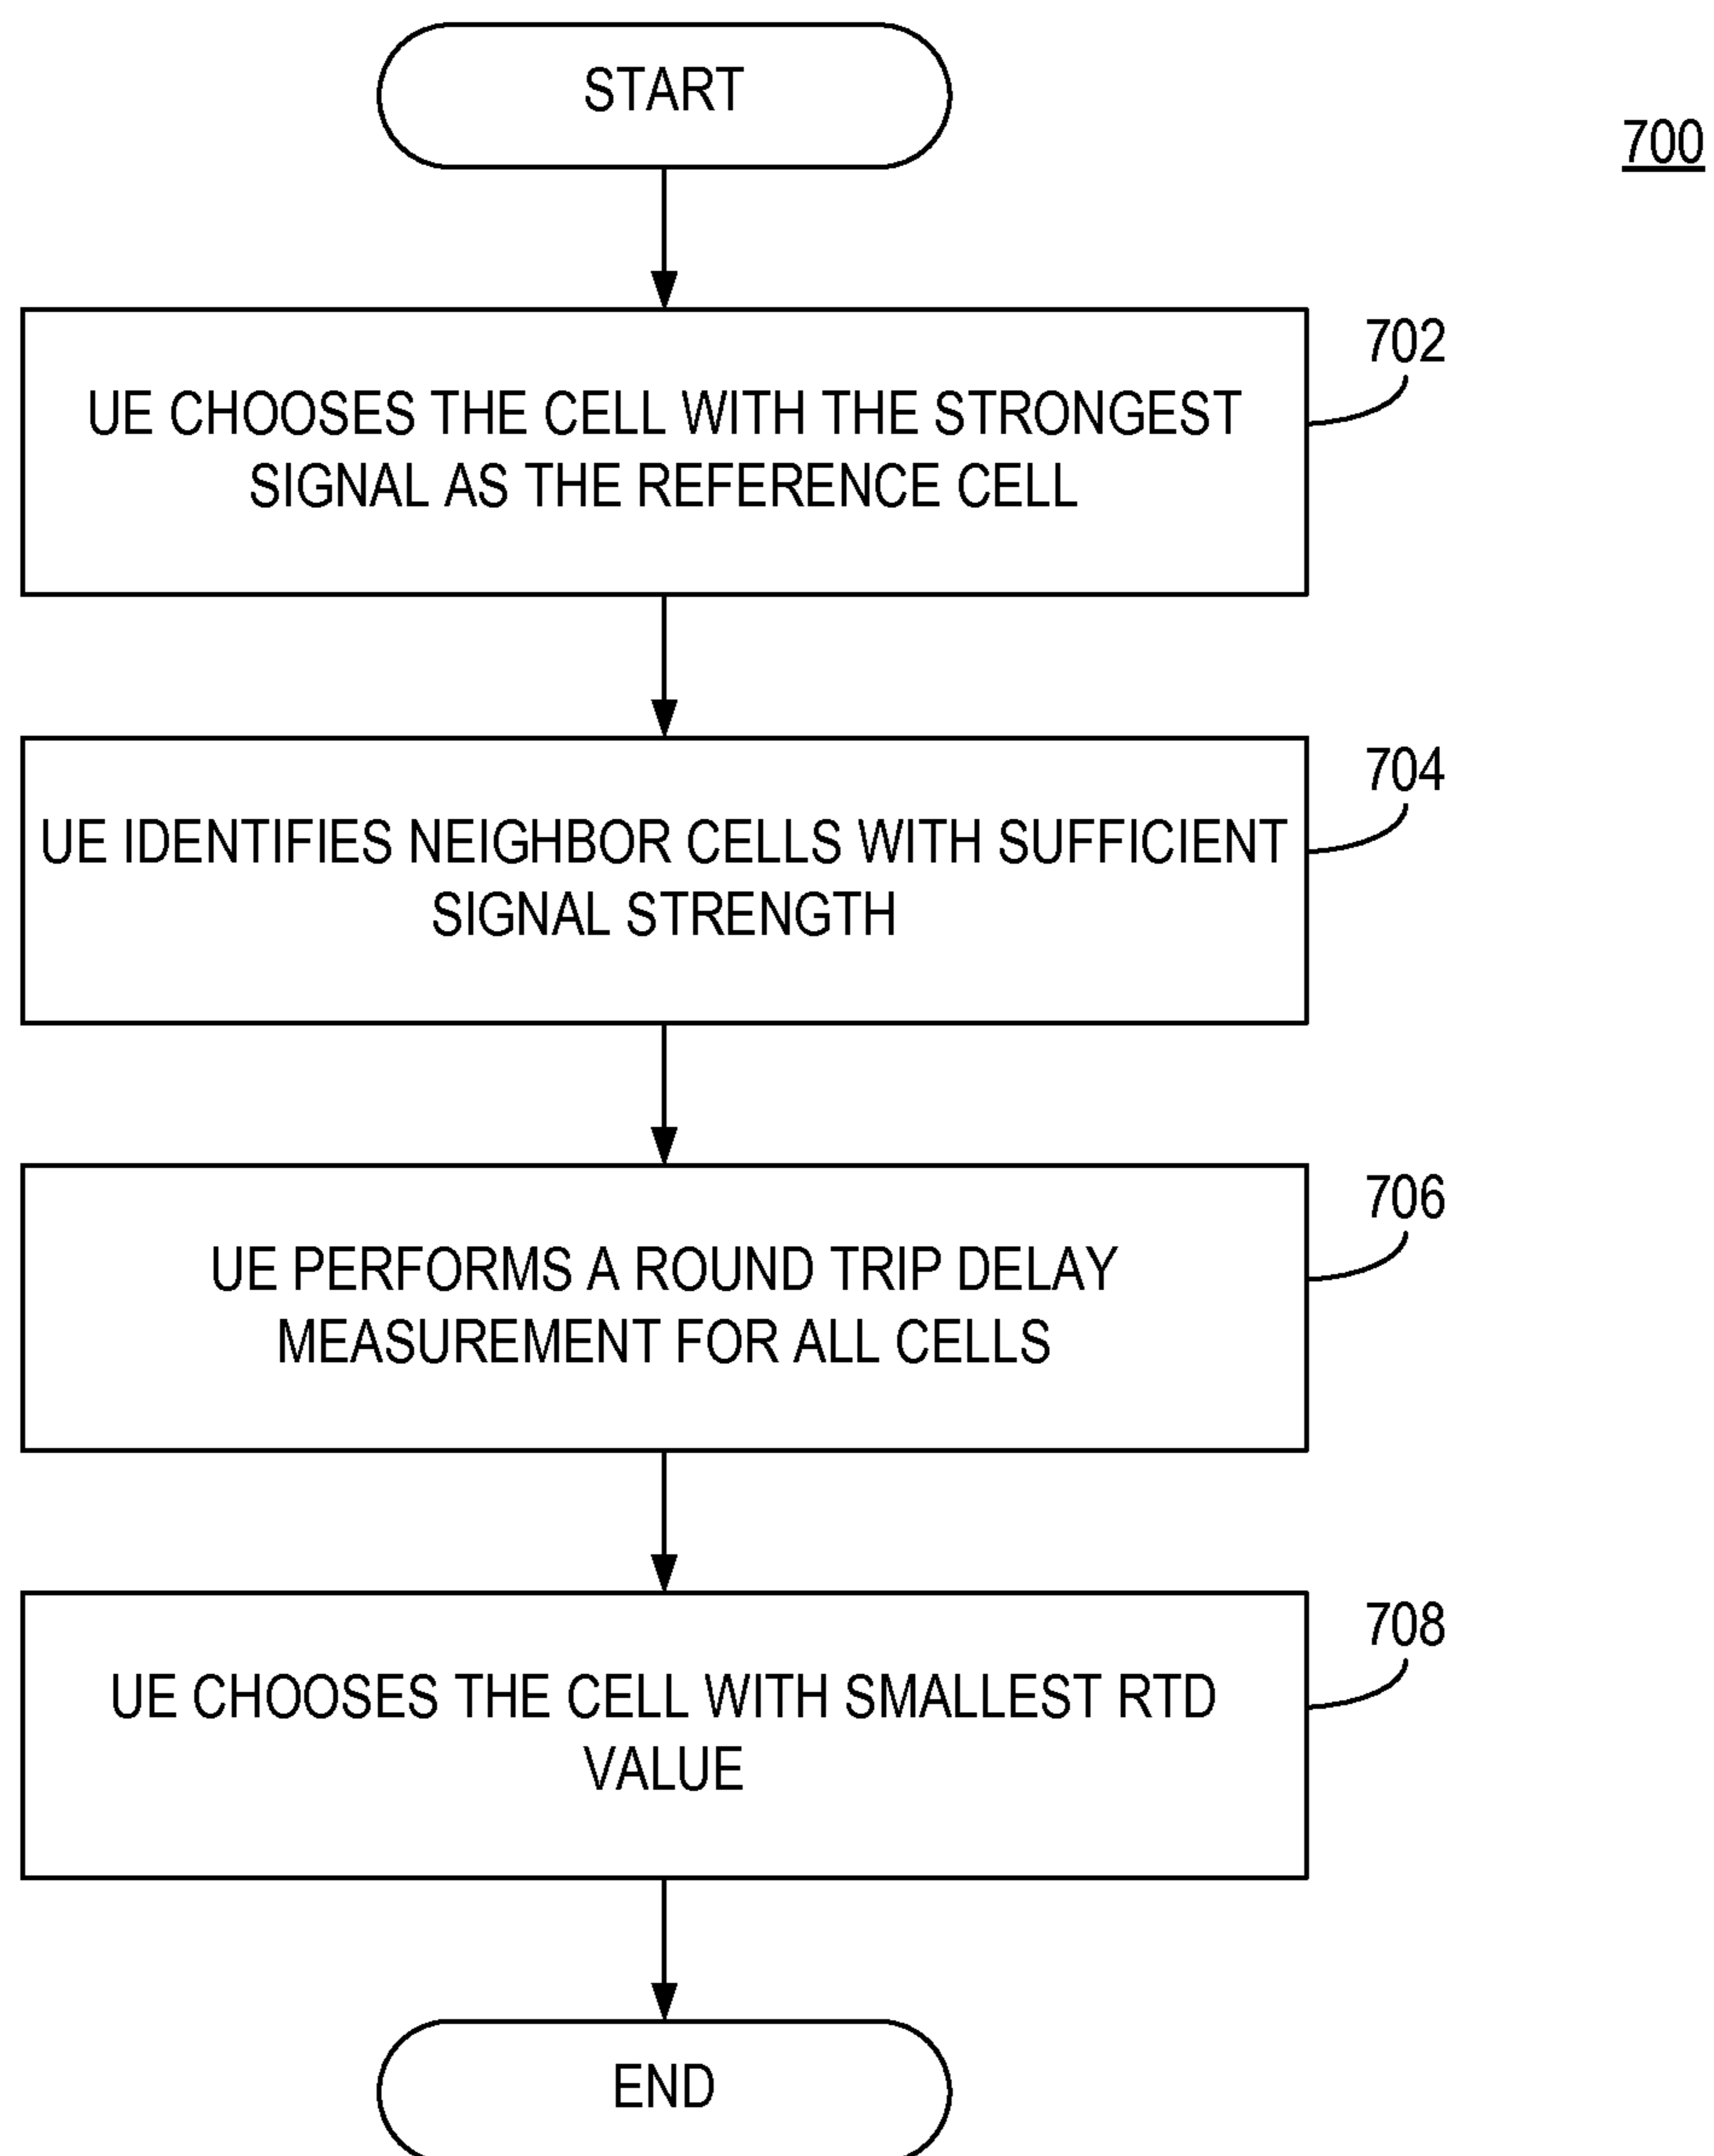 START
700
702
UE CHOOSES THE CELL WITH THE STRONGEST
SIGNAL AS THE REFERENCE CELL
704
UE IDENTIFIES NEIGHBOR CELLS WITH SUFFICIENT
SIGNAL STRENGTH
706
UE PERFORMS A ROUND TRIP DELAY
MEASUREMENT FOR ALL CELLS
708
UE CHOOSES THE CELL WITH SMALLEST RTD
VALUE
END